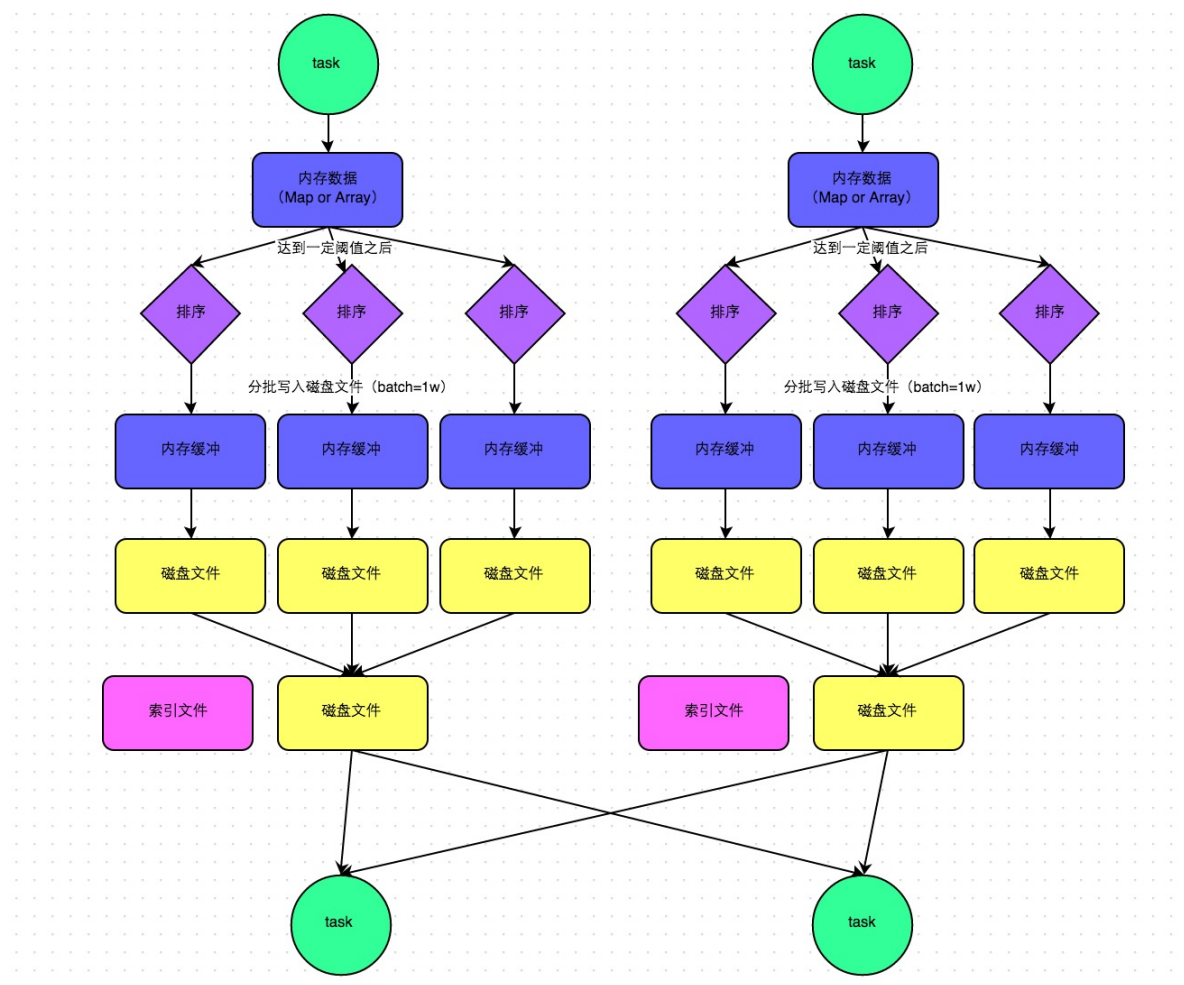 task
task
内存数据
（Map or Array）
内存数据
（Map or Array）
达到一定阈值之后
达到一定阈值之后
排序
排序
排序
排序
排序
排序
分批写入磁盘文件（batch=1w）
分批写入磁盘文件（batch=1w）
内存缓冲
内存缓冲
内存缓冲
内存缓冲
内存缓冲
内存缓冲
磁盘文件
磁盘文件
磁盘文件
磁盘文件
磁盘文件
磁盘文件
索引文件
磁盘文件
索引文件
磁盘文件
task
task